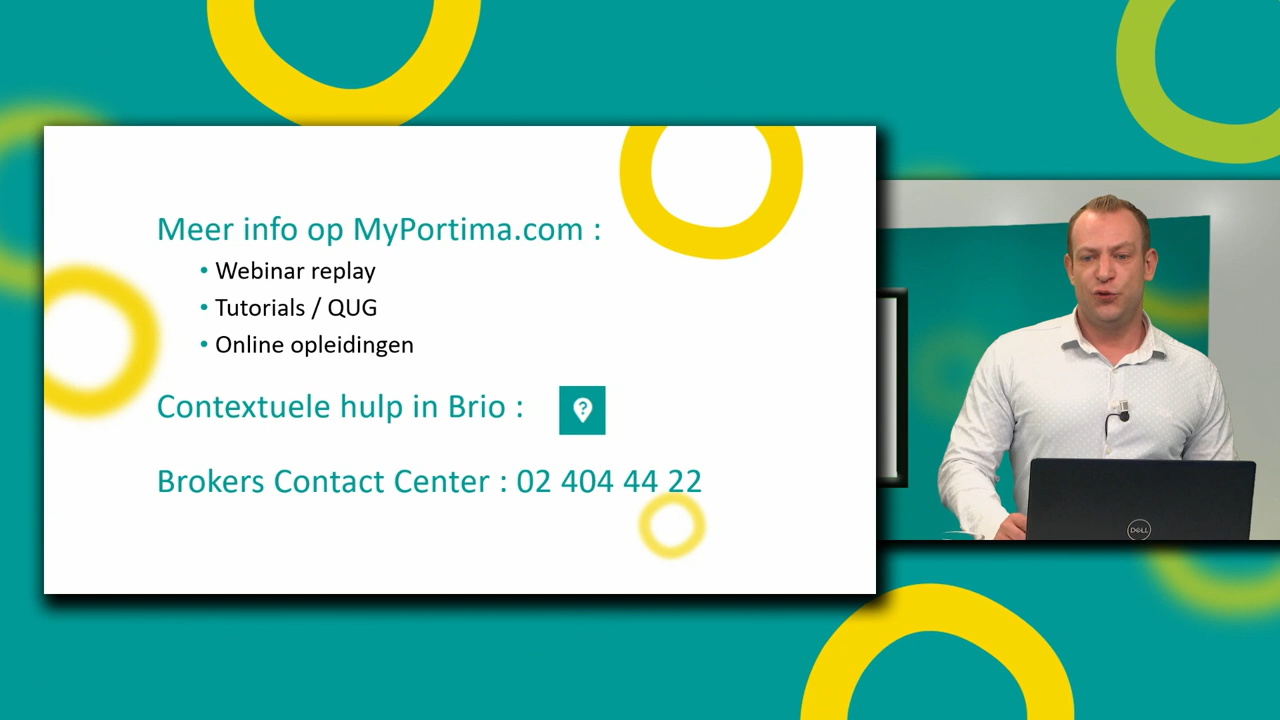 Meer info op MyPortima.com :
• Webinar replay
• Tutorials / QUG
• Online opleidingen
Contextuele hulp in Brio :
?
Brokers Contact Center : 02 404 44 22
DELL